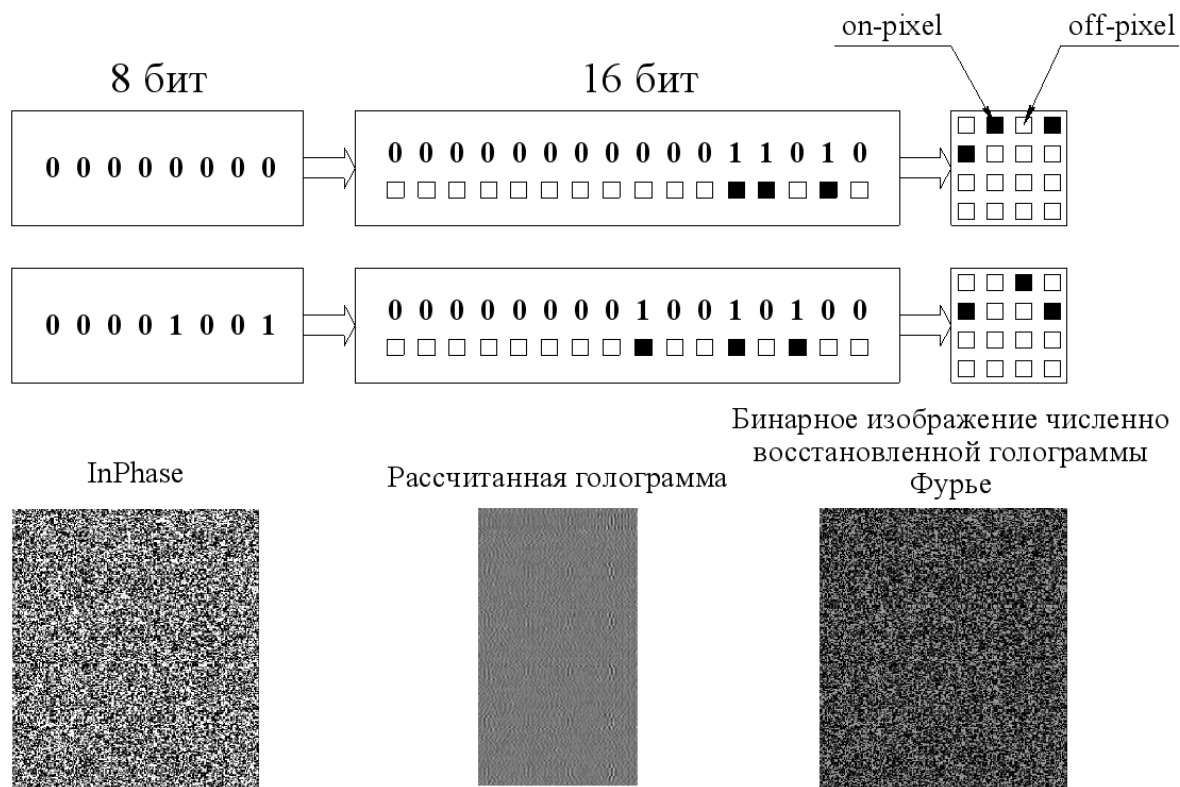 on-pixel
off-pixel
8 бит
16 бит
0 0 0 0 0 0 0 0
0 0 0 0 0 0 0 0 0 0 0 1 1 0 1 0
0 0 0 0 1 0 0 1
0 0 0 0 0 0 0 0 1 0 0 1 0 1 0 0
InPhase
Рассчитанная голограмма
Бинарное изображение численно
восстановленной голограммы
Фурье